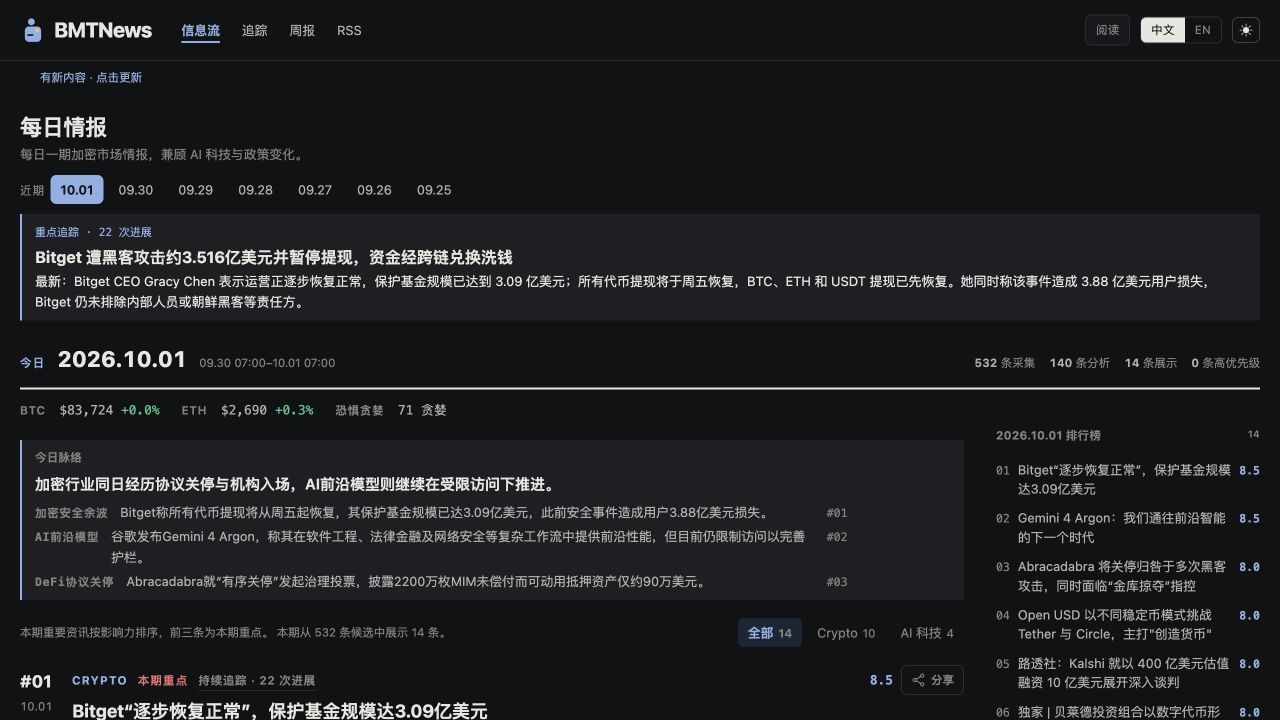 BMTNews 信息流 追踪 周报 RSS 阅读 中文 EN
有新内容 · 点击更新
每日情报
每日一期加密市场情报，兼顾 AI 科技与政策变化。
近期 10.01 09.30 09.29 09.28 09.27 09.26 09.25
重点追踪 · 22 次进展
Bitget 遭黑客攻击约3.516亿美元并暂停提现，资金经跨链兑换洗钱
最新：Bitget CEO Gracy Chen 表示运营正逐步恢复正常，保护基金规模已达到 3.09 亿美元；所有代币提现将于周五恢复，BTC、ETH 和 USDT 提现已先恢复。她同时称该事件造成 3.88 亿美元用户损失，
Bitget 仍未排除内部人员或朝鲜黑客等责任方。
今日 2026.10.01 09.30 07:00–10.01 07:00 532 条采集 140 条分析 14 条展示 0 条高优先级
BTC $83,724 +0.0% ETH $2,690 +0.3% 恐惧贪婪 71 贪婪
今日脉络
加密行业同日经历协议关停与机构入场，AI前沿模型则继续在受限访问下推进。
加密安全余波 Bitget称所有代币提现将从周五起恢复，其保护基金规模已达3.09亿美元，此前安全事件造成用户3.88亿美元损失。 #01
AI前沿模型 谷歌发布Gemini 4 Argon，称其在软件工程、法律金融及网络安全等复杂工作流中提供前沿性能，但目前仍限制访问以完善 #02
护栏。
DeFi协议关停 Abracadabra就“有序关停”发起治理投票，披露2200万枚MIM未偿付而可动用抵押资产仅约90万美元。 #03
本期重要资讯按影响力排序，前三条为本期重点。 本期从 532 条候选中展示 14 条。
全部 14 Crypto 10 AI 科技 4
#01 CRYPTO 本期重点 持续追踪 · 22 次进展 8.5 分享
10.01 Bitget“逐步恢复正常”，保护基金规模达3.09亿美元
2026.10.01 排行榜 14
01 Bitget“逐步恢复正常”，保护基金规模 8.5
达3.09亿美元
02 Gemini 4 Argon：我们通往前沿智能 8.5
的下一个时代
03 Abracadabra 将关停归咎于多次黑客 8.0
攻击，同时面临“金库掠夺”指控
04 Open USD 以不同稳定币模式挑战 8.0
Tether 与 Circle，主打"创造货币"
05 路透社：Kalshi 就以 400 亿美元估值 8.0
融资 10 亿美元展开深入谈判
06 独家 | 贝莱德投资组合以数字代币形 8.0